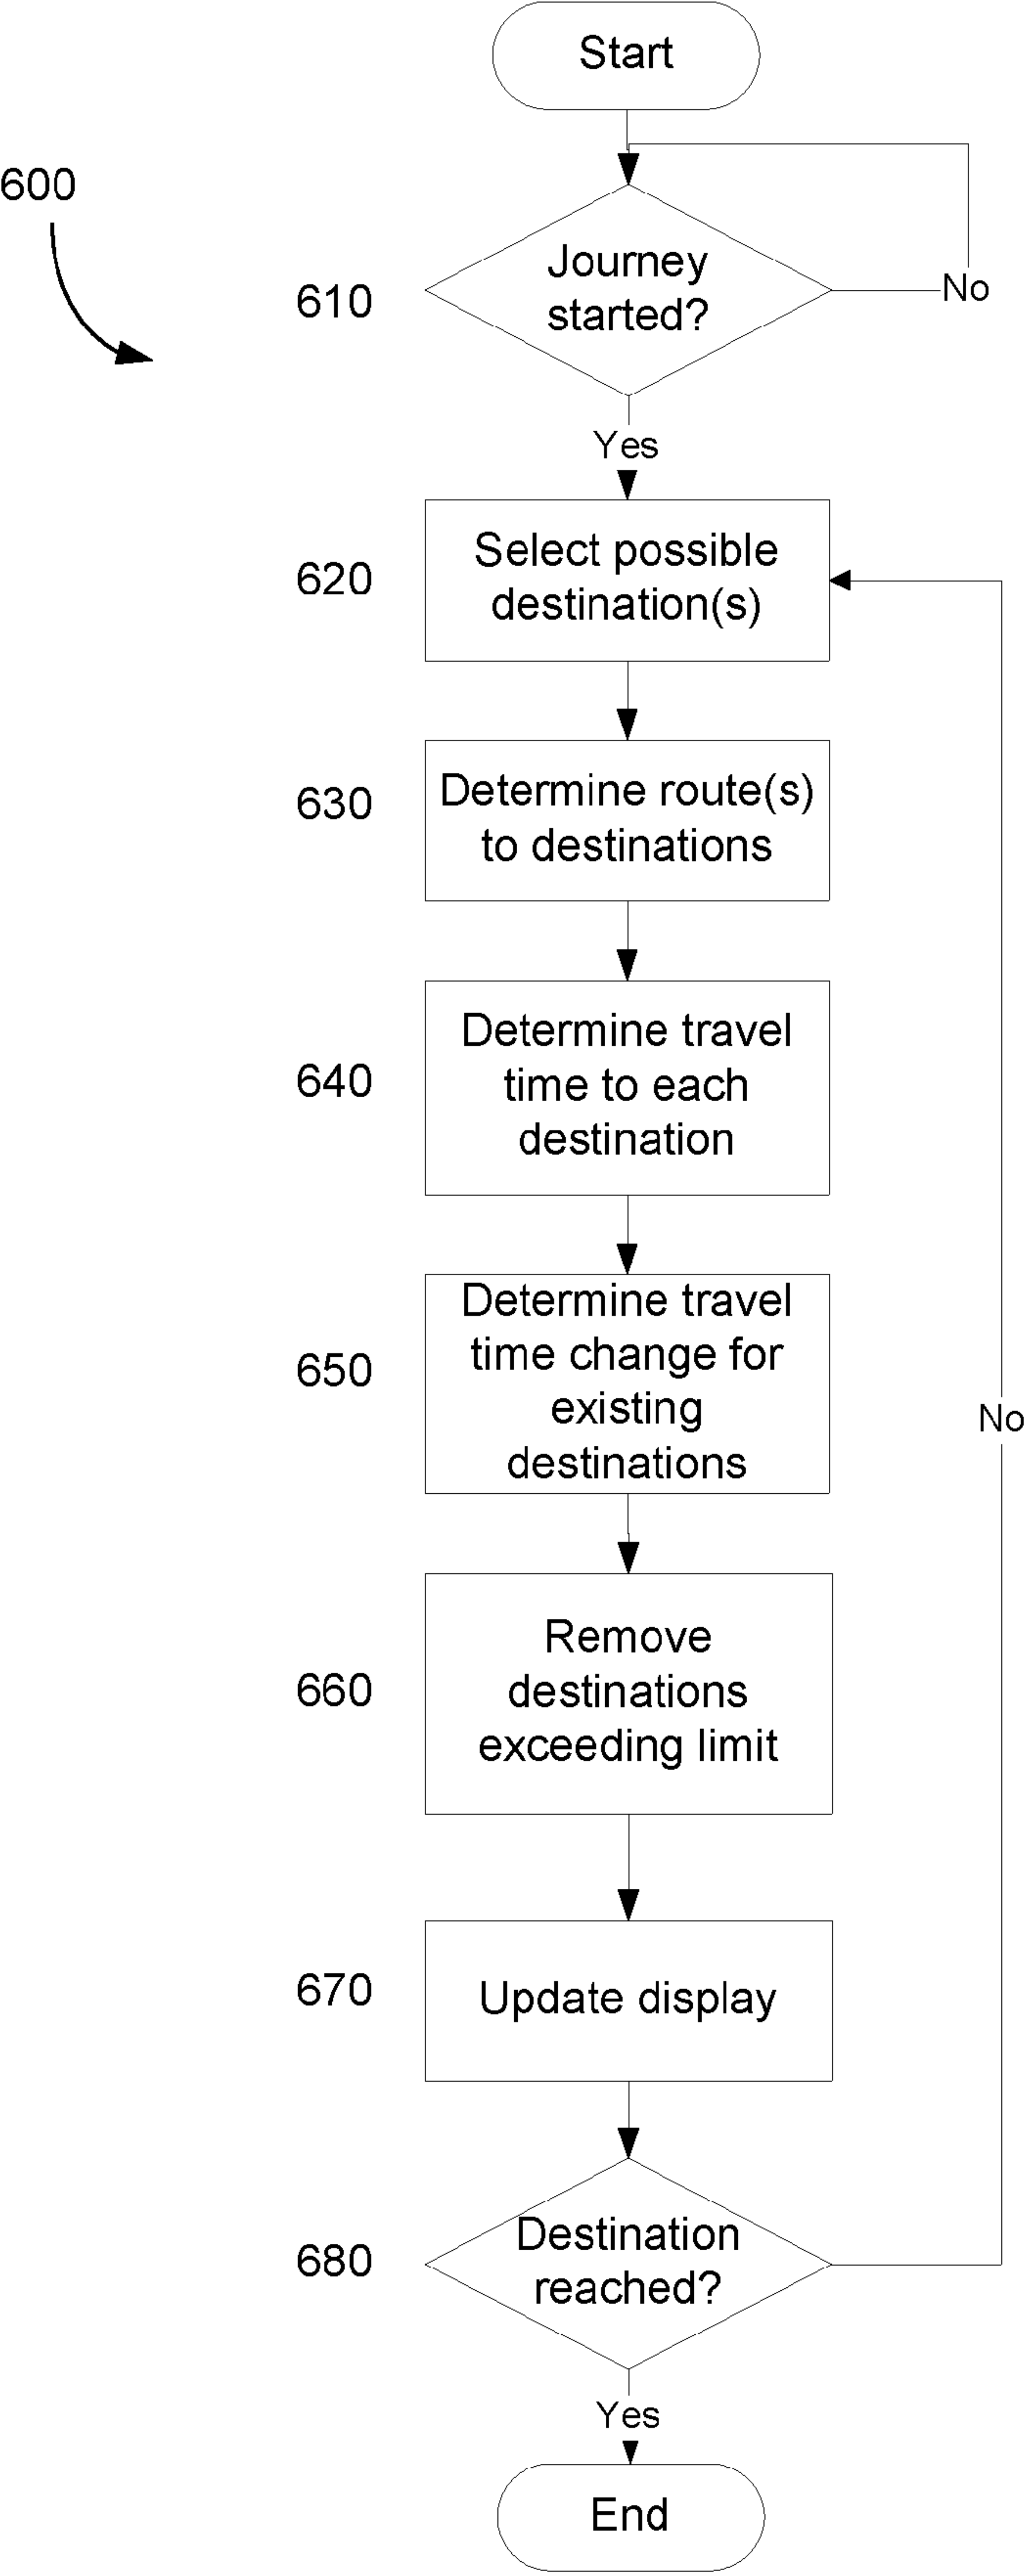 Start
600
Journey
started?
610
No
Yes
Select possible
destination(s)
620
Determine route(s)
to destinations
630
Determine travel
time to each
destination
640
Determine travel
time change for
existing
destinations
650
No
Remove
destinations
exceeding limit
660
Update display
670
Destination
reached?
680
Yes
End